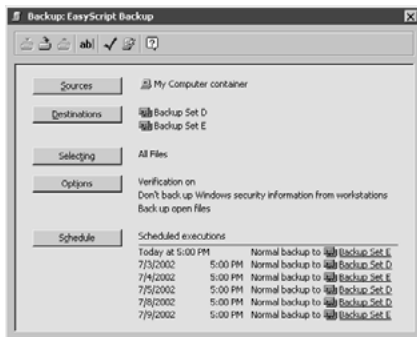 Backup: EasyScript Backup
ab|
Sources
My Computer container
Destinations
Backup Set D
Backup Set E
Selecting
All Files
Options
Verification on
Don't back up Windows security information from workstations
Back up open files
Schedule
Scheduled executions
Today at 5:00 PM Normal backup to Backup Set E
7/3/2002 5:00 PM Normal backup to Backup Set D
7/4/2002 5:00 PM Normal backup to Backup Set E
7/5/2002 5:00 PM Normal backup to Backup Set D
7/8/2002 5:00 PM Normal backup to Backup Set D
7/9/2002 5:00 PM Normal backup to Backup Set E